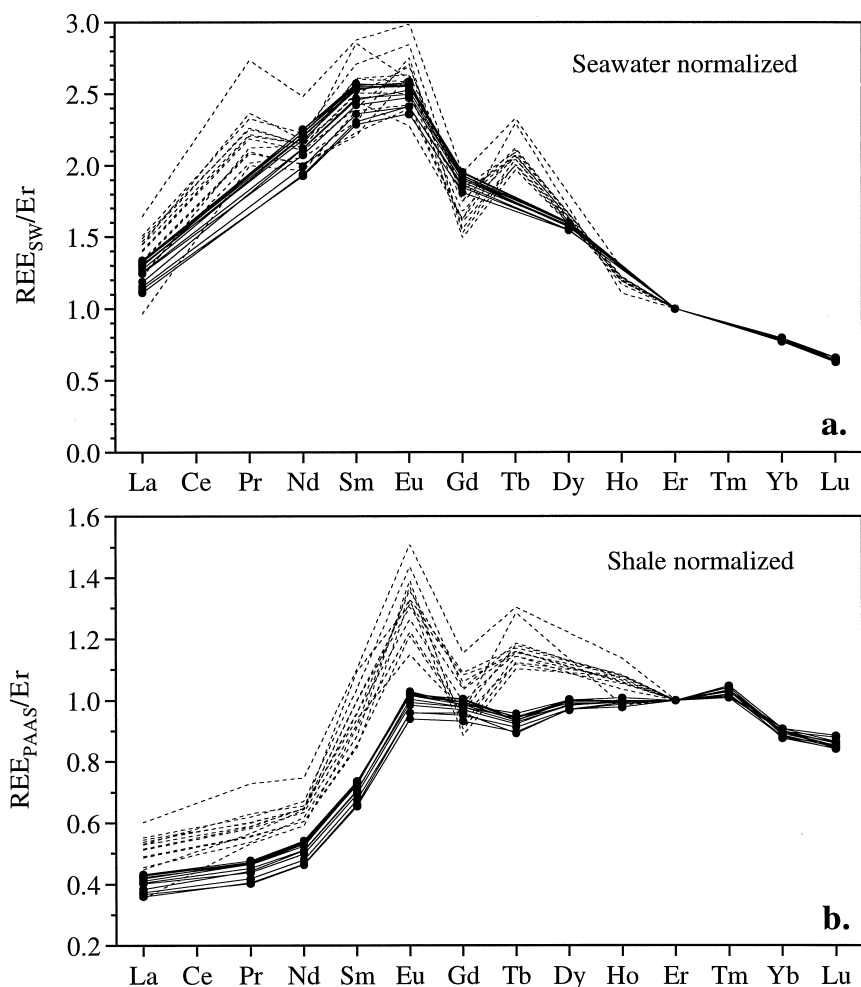 3.0
Seawater normalized
2.5
2.0
REE_SW/Er
1.5
1.0
0.5
a.
0.0
La Ce Pr Nd Sm Eu Gd Tb Dy Ho Er Tm Yb Lu
1.6
Shale normalized
1.4
1.2
REE_PAAS/Er
1.0
0.8
0.6
0.4
b.
0.2
La Ce Pr Nd Sm Eu Gd Tb Dy Ho Er Tm Yb Lu